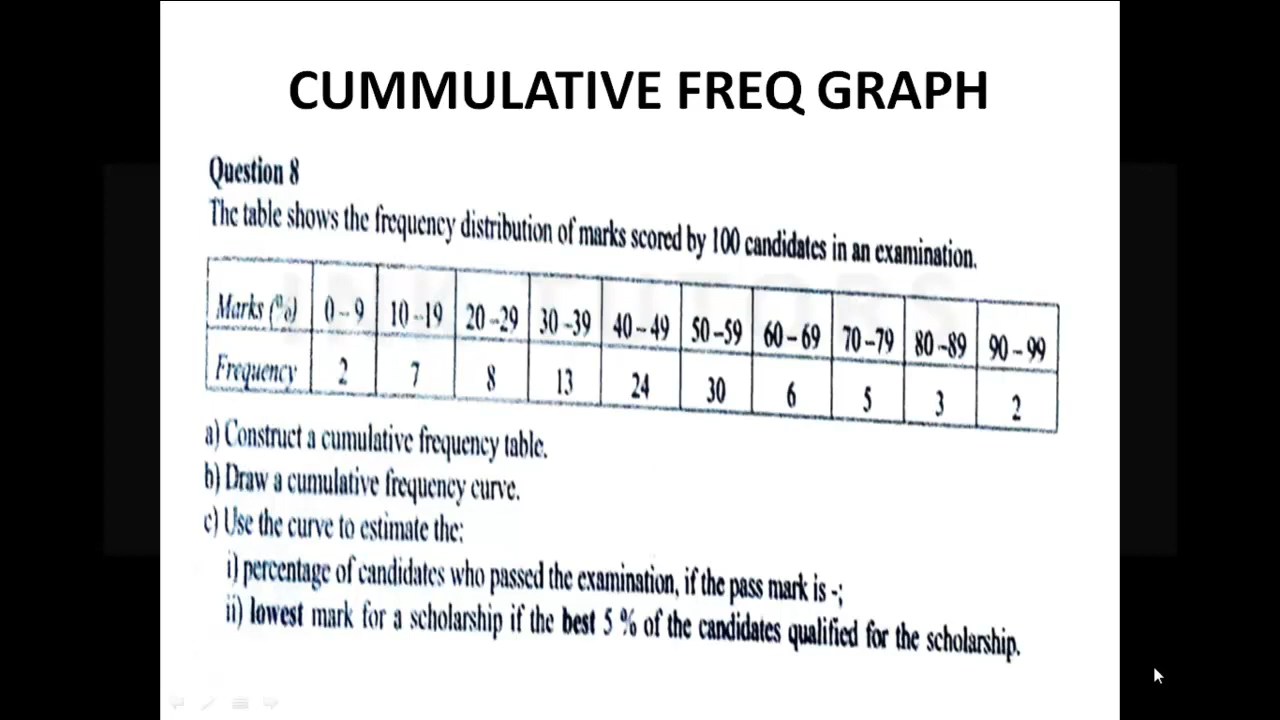 CUMMULATIVE FREQ GRAPH
Question 8
The table shows the frequency distribution of marks scored by 100 candidates in an examination.
Marks (%) 0 – 9 10 –19 20 –29 30 –39 40 – 49 50 –59 60 – 69 70 –79 80 –89 90 – 99
Frequency 2 7 8 13 24 30 6 5 3 2
a) Construct a cumulative frequency table.
b) Draw a cumulative frequency curve.
c) Use the curve to estimate the:
i) percentage of candidates who passed the examination, if the pass mark is -;
ii) lowest mark for a scholarship if the best 5 % of the candidates qualified for the scholarship.